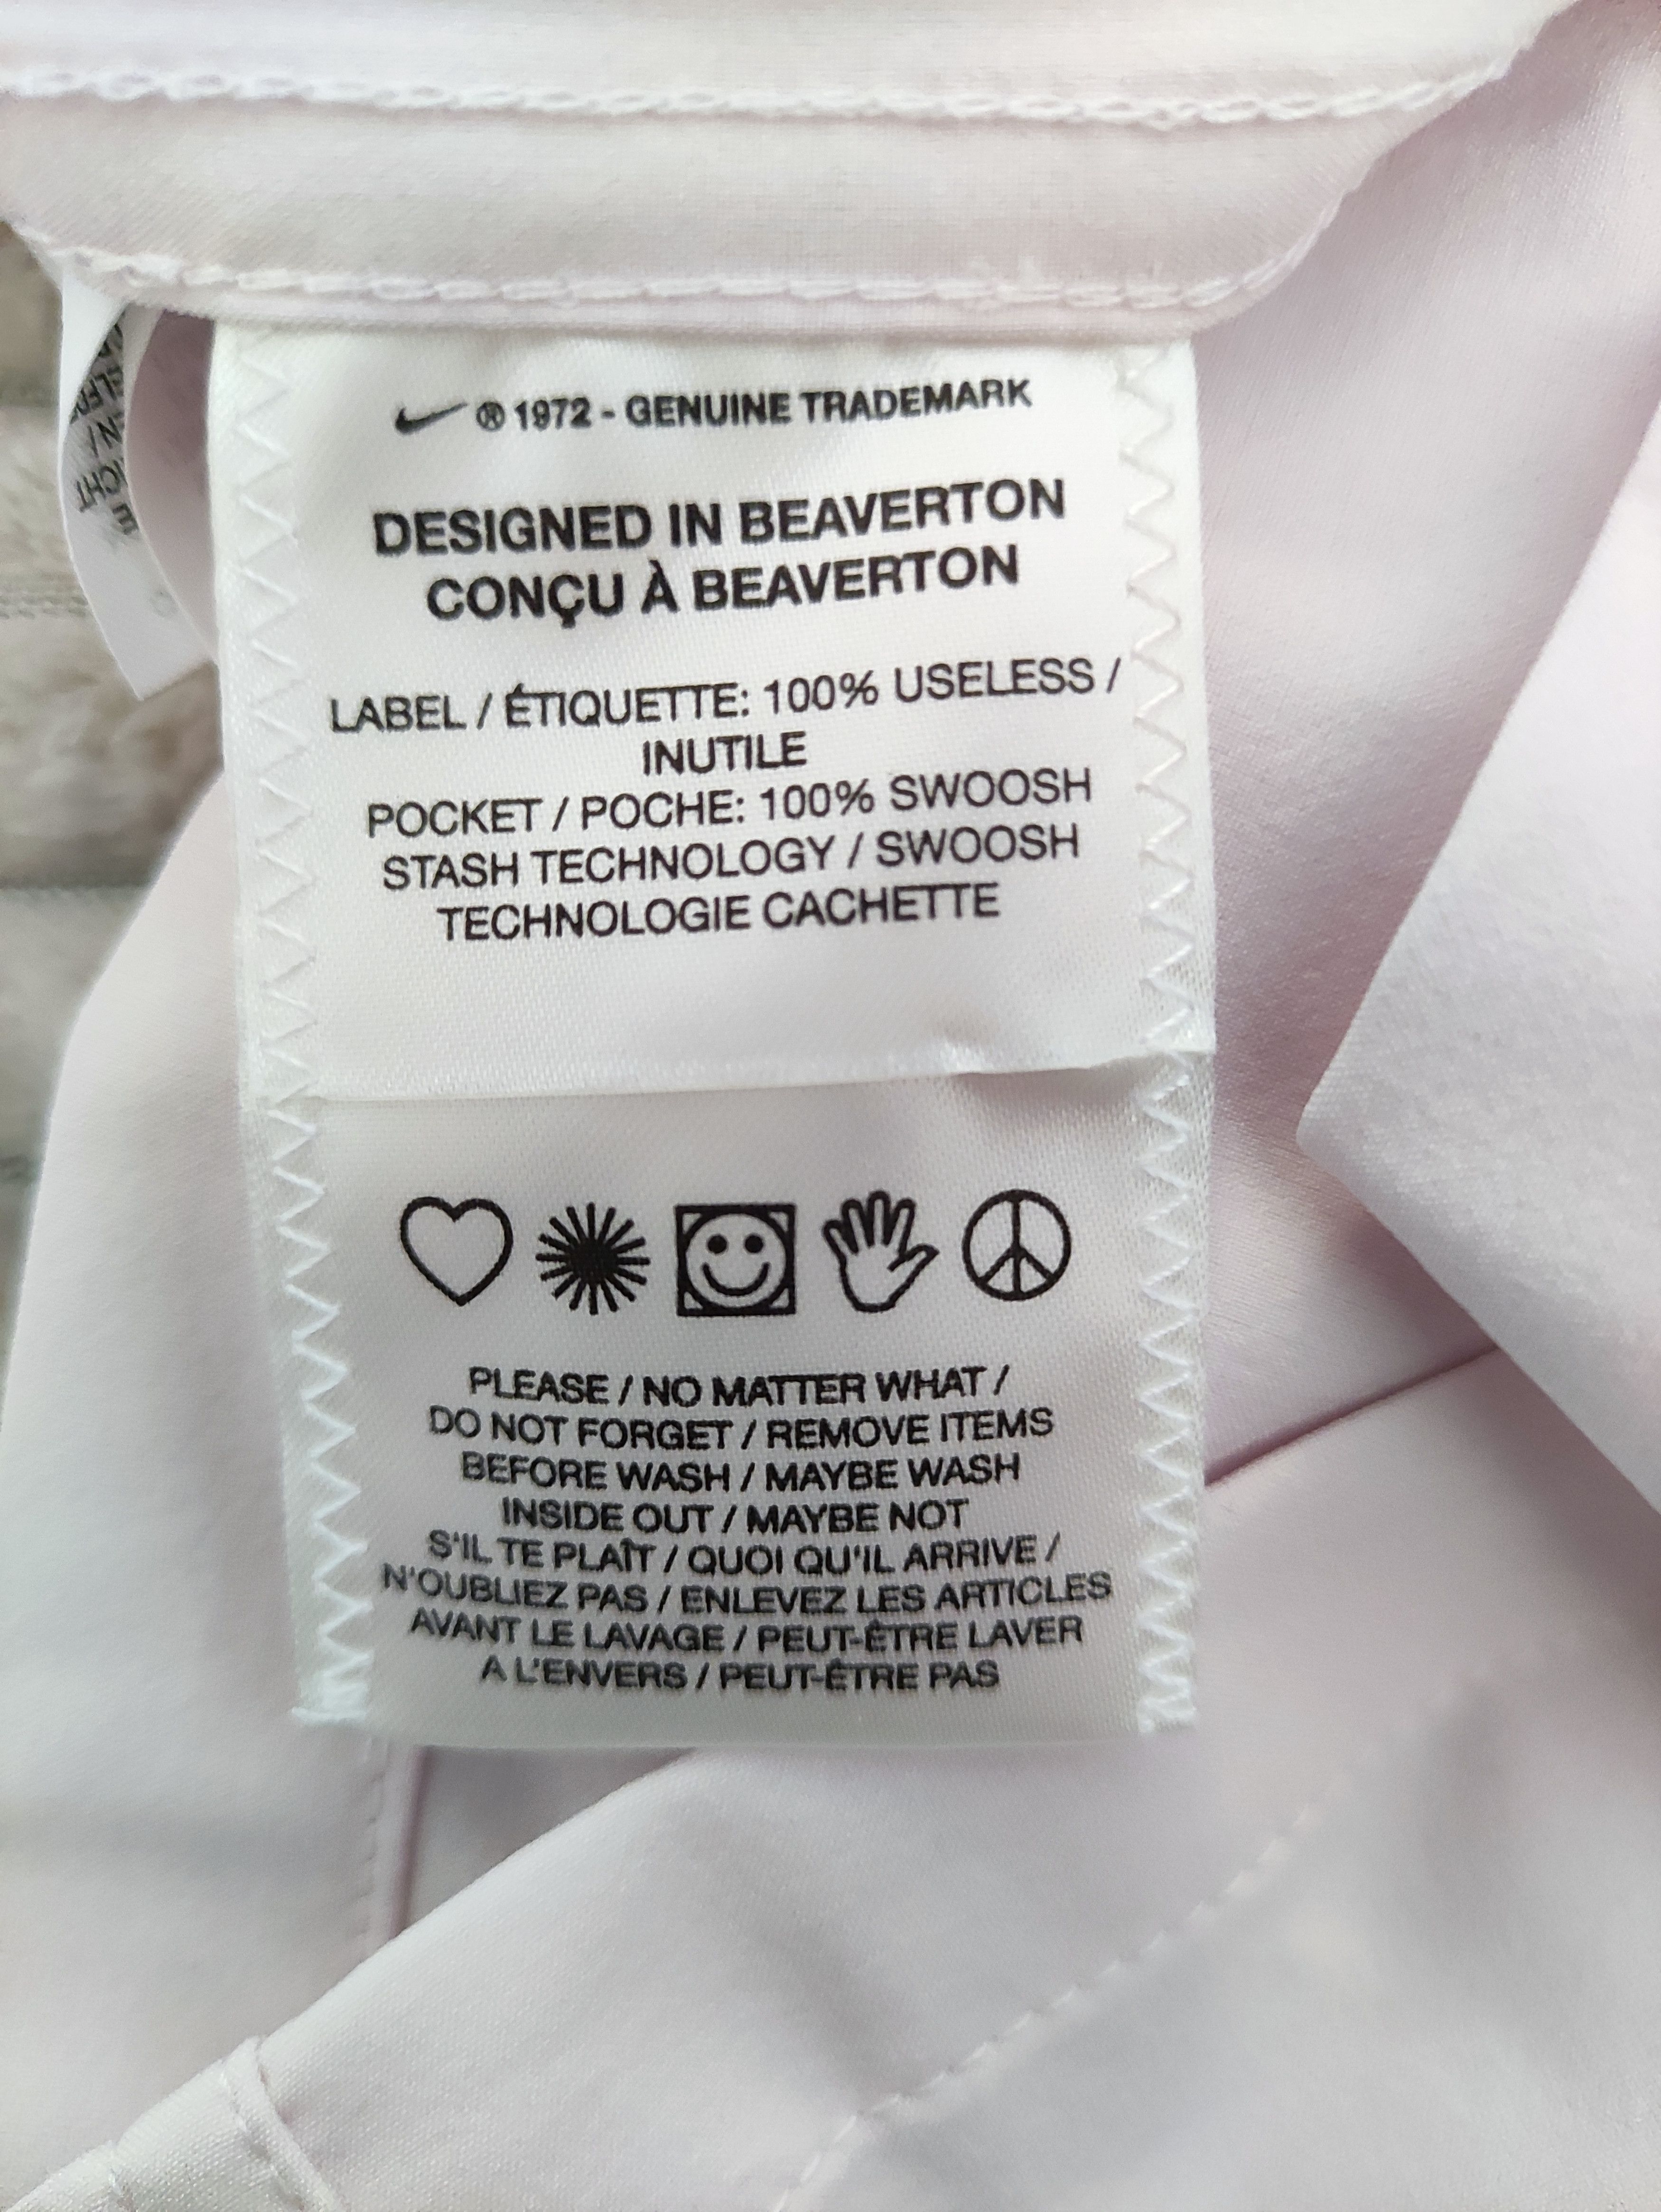 ® 1972 - GENUINE TRADEMARK
DESIGNED IN BEAVERTON
CONÇU À BEAVERTON
LABEL / ÉTIQUETTE: 100% USELESS /
INUTILE
POCKET / POCHE: 100% SWOOSH
STASH TECHNOLOGY / SWOOSH
TECHNOLOGIE CACHETTE
PLEASE / NO MATTER WHAT /
DO NOT FORGET / REMOVE ITEMS
BEFORE WASH / MAYBE WASH
INSIDE OUT / MAYBE NOT
S'IL TE PLAÎT / QUOI QU'IL ARRIVE /
N'OUBLIEZ PAS / ENLEVEZ LES ARTICLES
AVANT LE LAVAGE / PEUT-ÊTRE LAVER
A L'ENVERS / PEUT-ÊTRE PAS